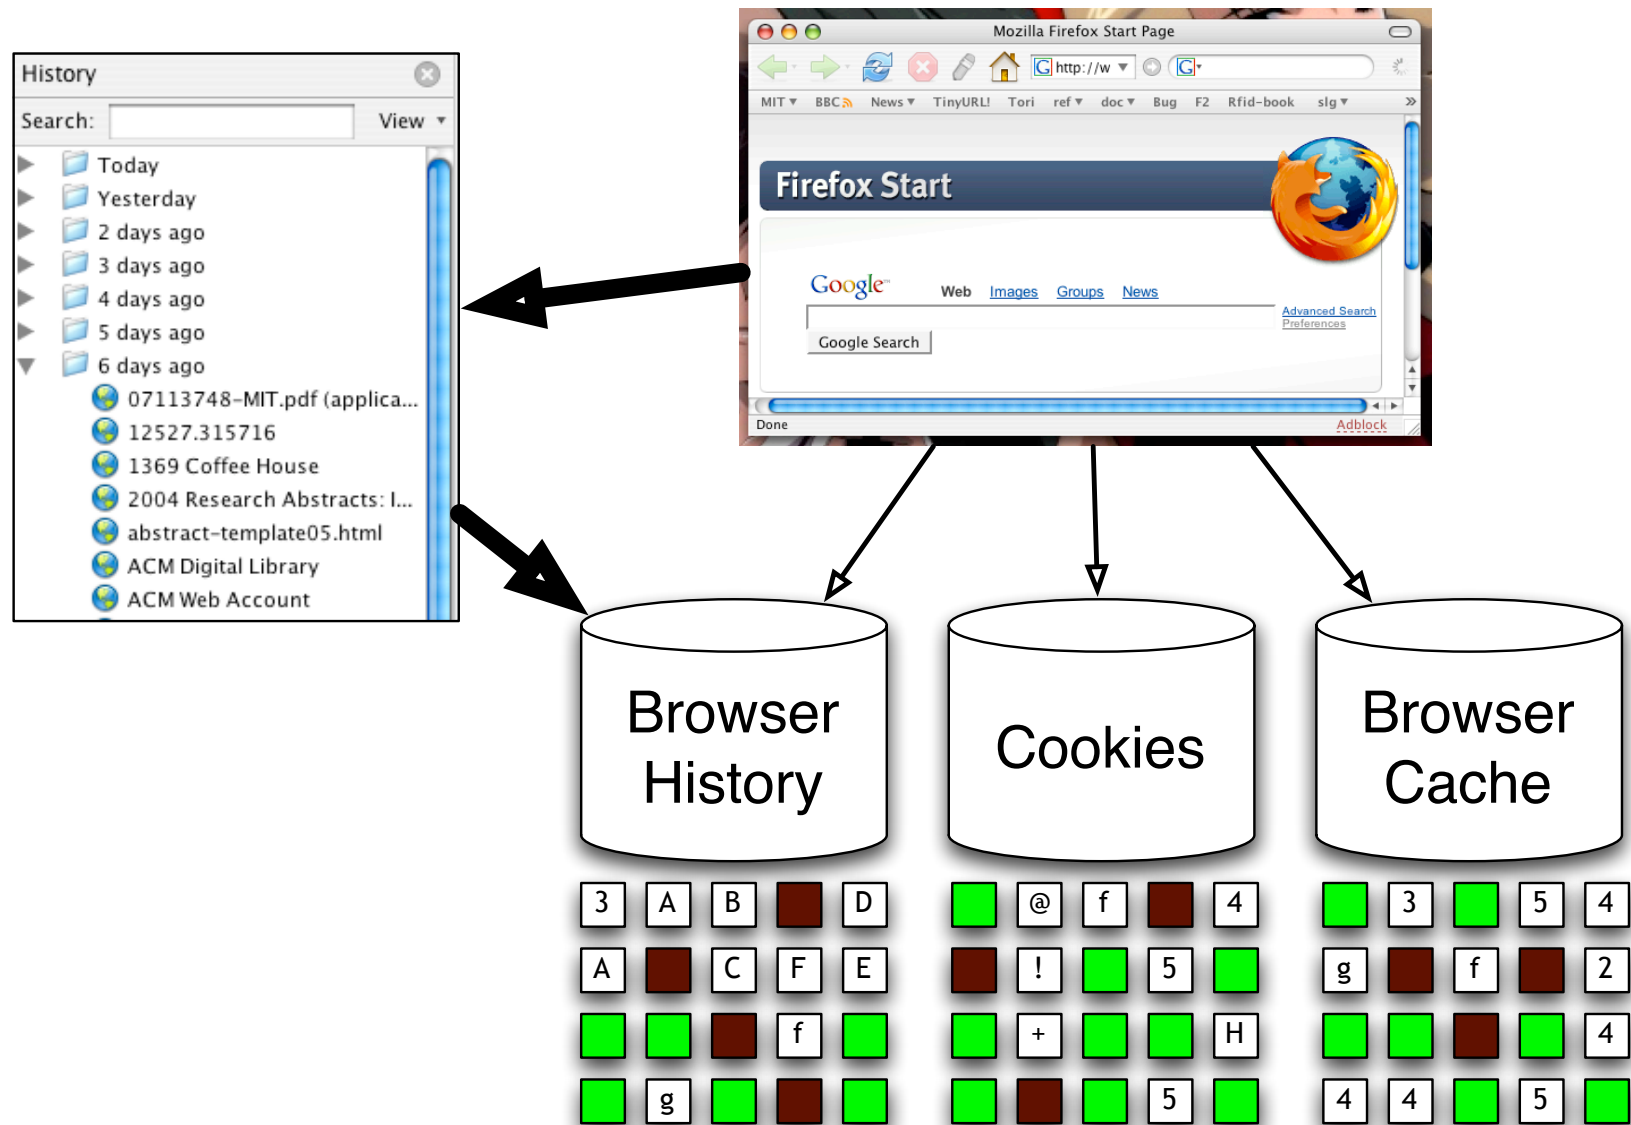 History
Search:
View
Today
Yesterday
2 days ago
3 days ago
4 days ago
5 days ago
6 days ago
07113748-MIT.pdf (applica...
12527.315716
1369 Coffee House
2004 Research Abstracts: I...
abstract-template05.html
ACM Digital Library
ACM Web Account
Mozilla Firefox Start Page
G http://w
G
MIT BBC News TinyURL! Tori ref doc Bug F2 Rfid-book slg »
Firefox Start
Google™ Web Images Groups News
Advanced Search
Preferences
Google Search
Done
Adblock
Browser
History
Cookies
Browser
Cache
3 A B D
A C F E
f
g
@ f 4
! 5
+ H
5
3 5 4
g f 2
4
4 4 5